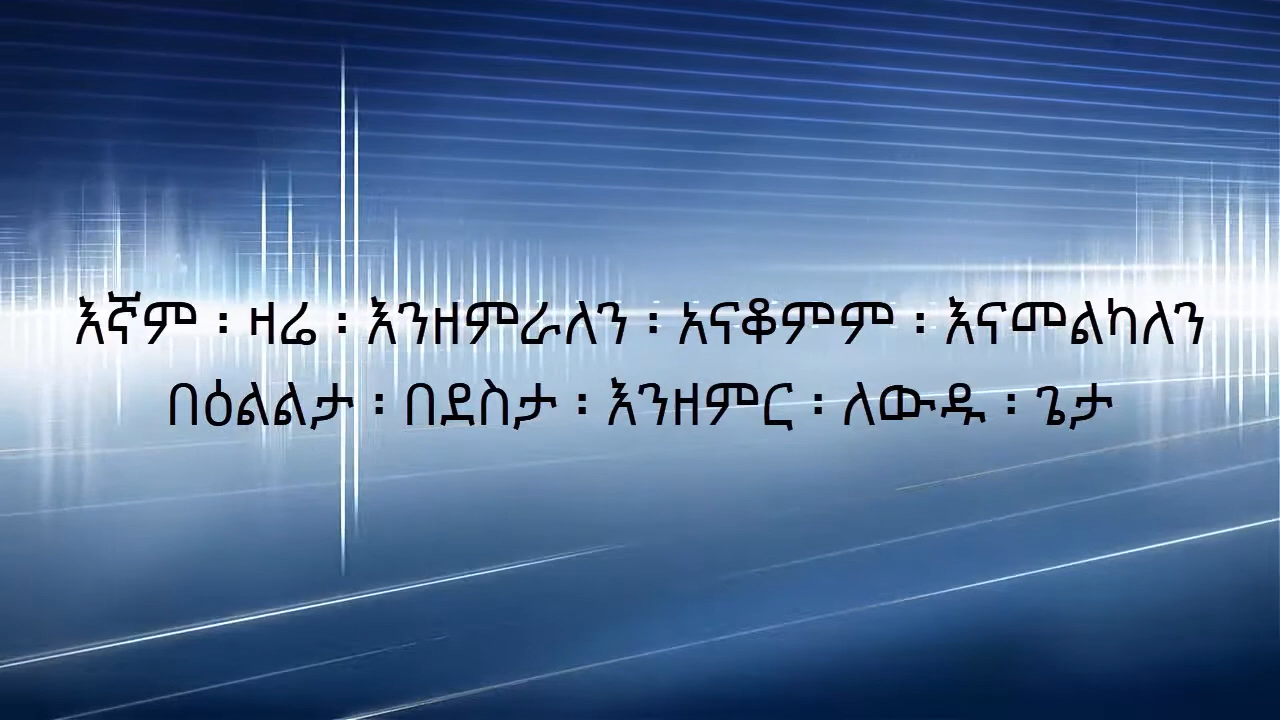 እኛም ፡ ዛሬ ፡ እንዘምራለን ፡ አናቆምም ፡ እናመልካለን
በዕልልታ ፡ በደስታ ፡ እንዘምር ፡ ለውዱ ፡ ጌታ